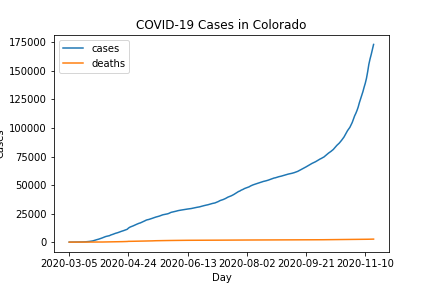 COVID-19 Cases in Colorado
cases
deaths
175000
150000
125000
100000
75000
50000
25000
0
cases
2020-03-05 2020-04-24 2020-06-13 2020-08-02 2020-09-21 2020-11-10
Day